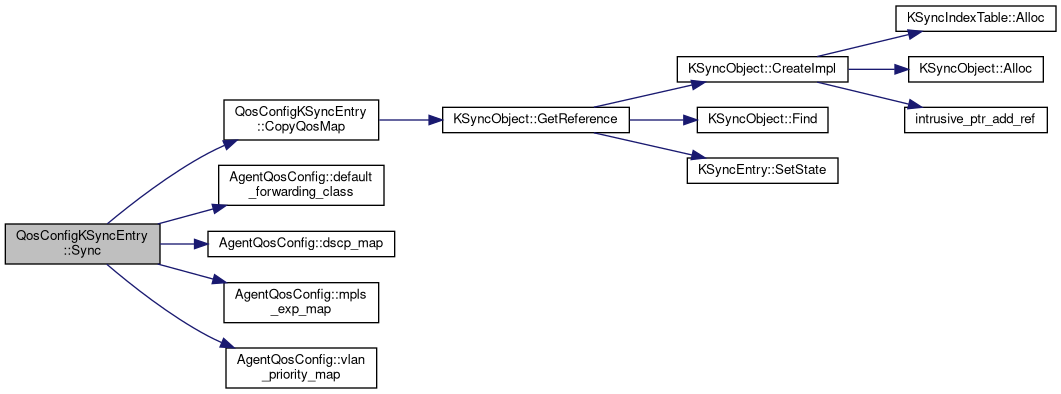 QosConfigKSyncEntry
::Sync
QosConfigKSyncEntry
::CopyQosMap
AgentQosConfig::default
_forwarding_class
AgentQosConfig::dscp_map
AgentQosConfig::mpls
_exp_map
AgentQosConfig::vlan
_priority_map
KSyncObject::GetReference
KSyncObject::CreateImpl
KSyncObject::Find
KSyncEntry::SetState
KSyncIndexTable::Alloc
KSyncObject::Alloc
intrusive_ptr_add_ref